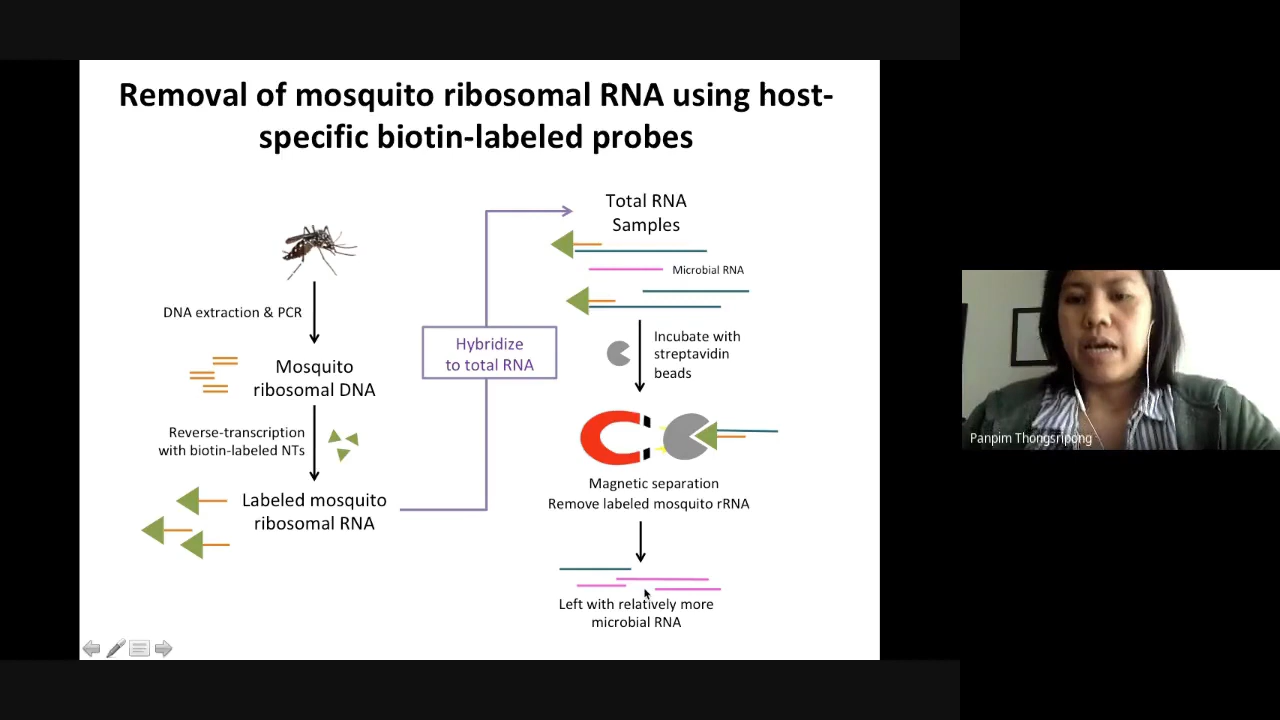 Removal of mosquito ribosomal RNA using host-
specific biotin-labeled probes
DNA extraction & PCR
Mosquito
ribosomal DNA
Reverse-transcription
with biotin-labeled NTs
Labeled mosquito
ribosomal RNA
Hybridize
to total RNA
Total RNA
Samples
Microbial RNA
Incubate with
streptavidin
beads
Magnetic separation
Remove labeled mosquito rRNA
Left with relatively more
microbial RNA
Panpim Thongsripong